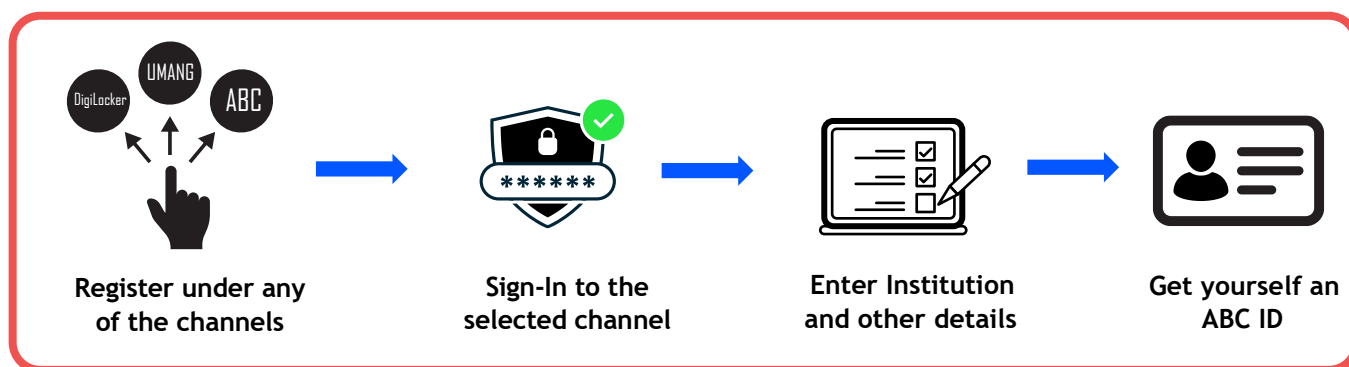 DigiLocker
UMANG
ABC
******
Register under any
of the channels
Sign-In to the
selected channel
Enter Institution
and other details
Get yourself an
ABC ID